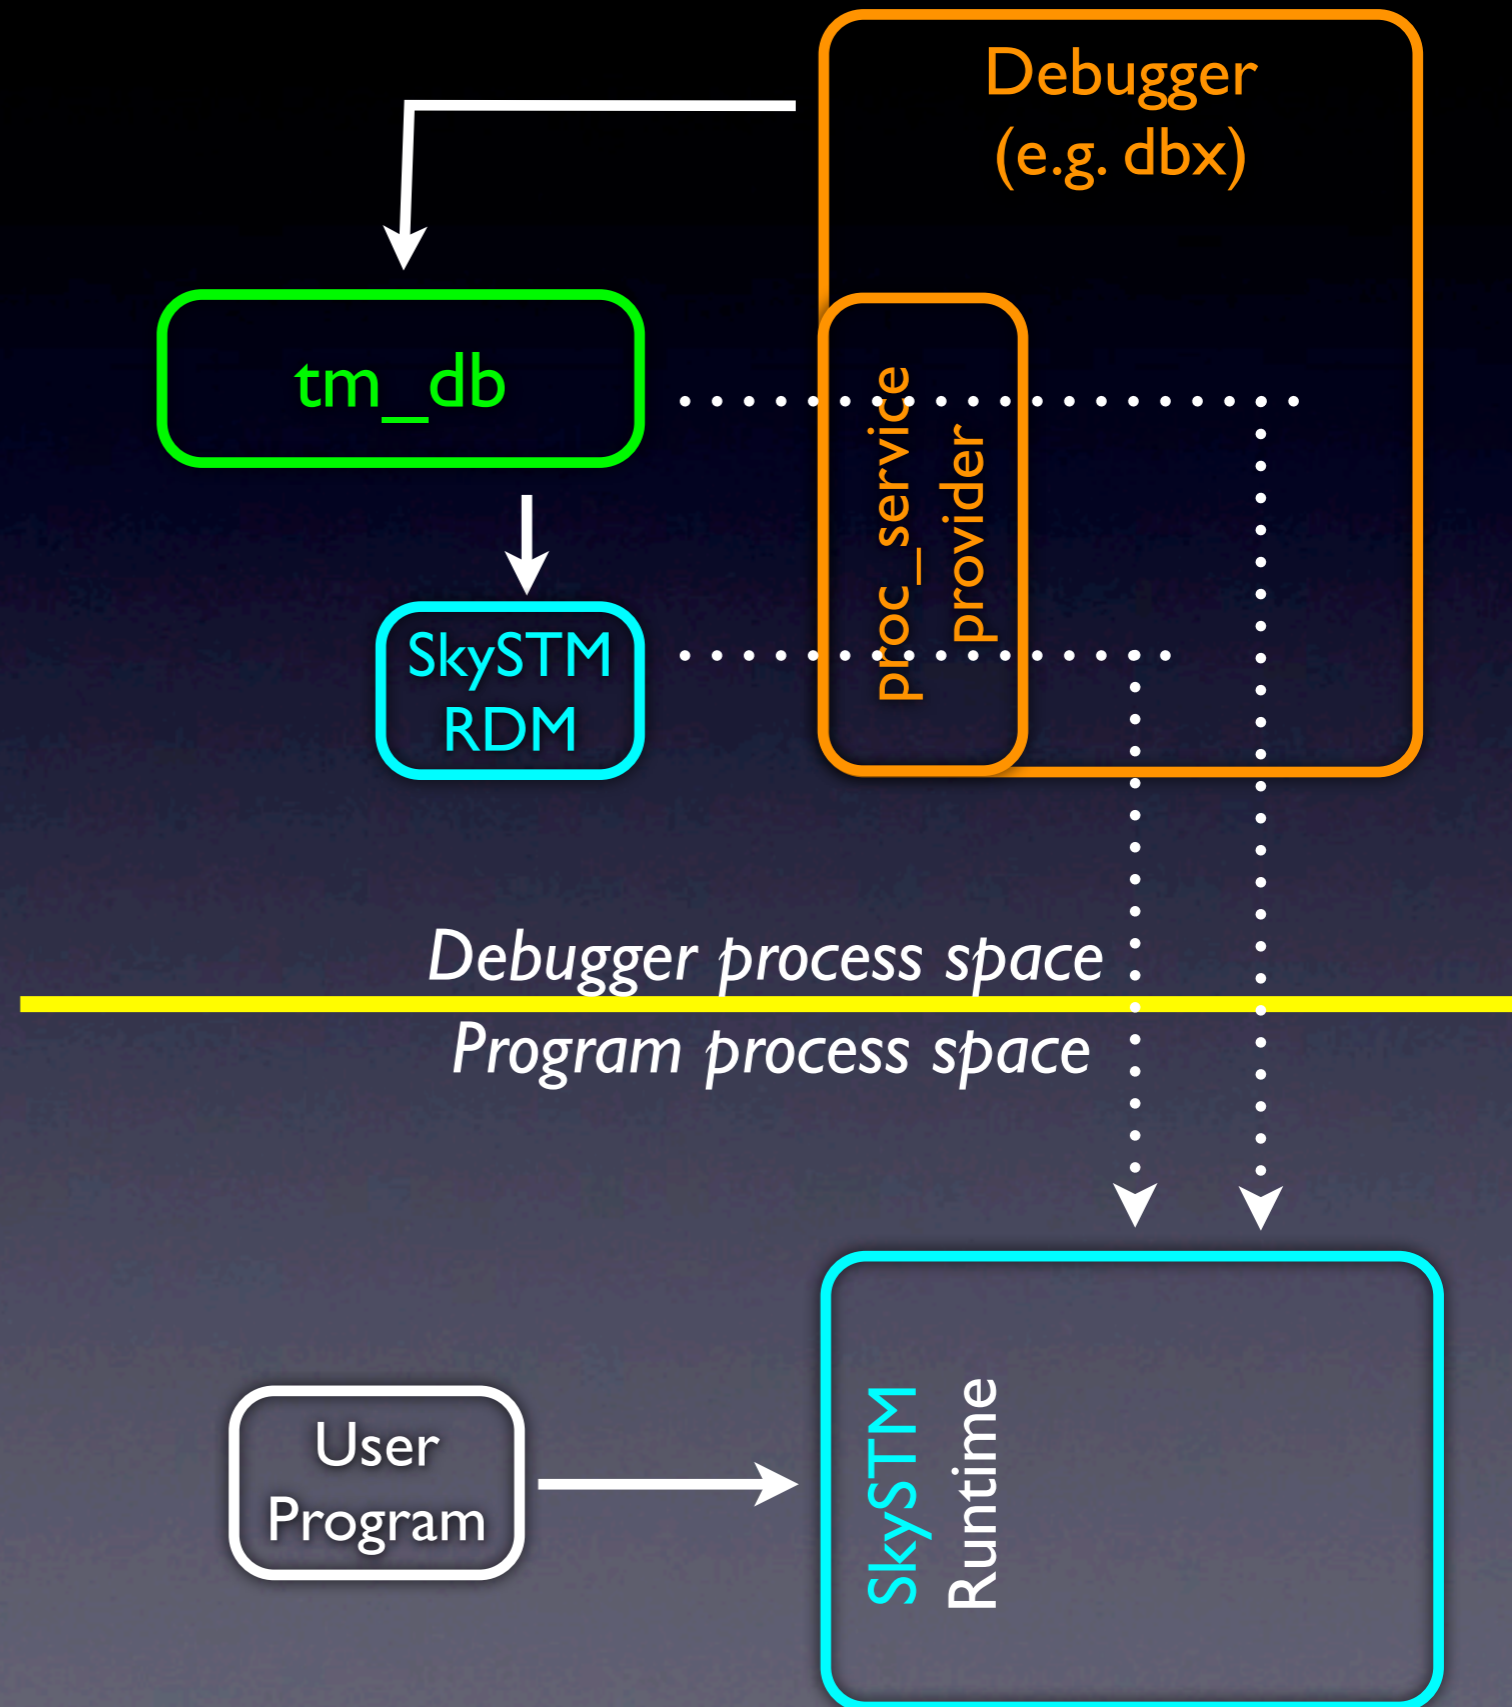 Debugger
(e.g. dbx)
tm_db
proc_service
provider
SkySTM
RDM
Debugger process space
Program process space
User
Program
SkySTM
Runtime